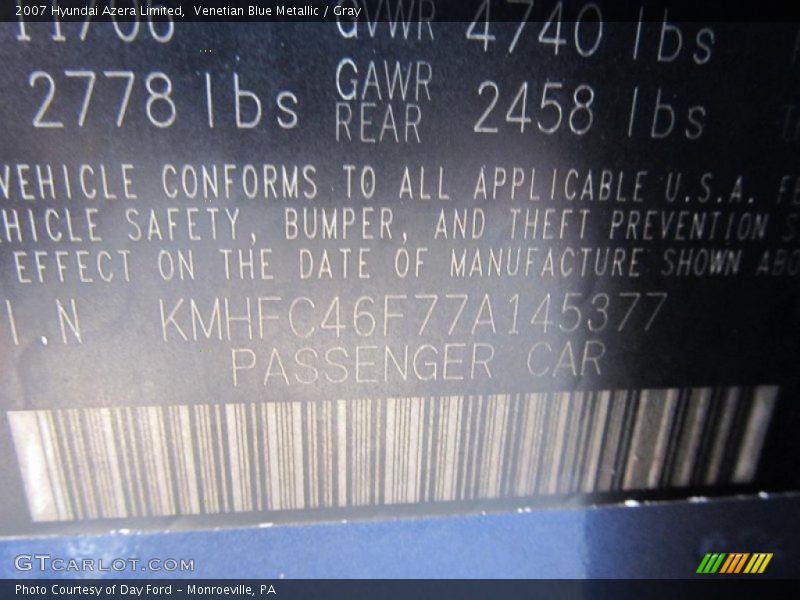 2007 Hyundai Azera Limited, Venetian Blue Metallic / Gray
GVWR 4740 lbs
2778 lbs GAWR REAR 2458 lbs
VEHICLE CONFORMS TO ALL APPLICABLE U.S.A.
VEHICLE SAFETY, BUMPER, AND THEFT PREVENTION
EFFECT ON THE DATE OF MANUFACTURE SHOWN
I.N KMHFC46F77A145377
PASSENGER CAR
GTCARLOT.COM
Photo Courtesy of Day Ford – Monroeville, PA